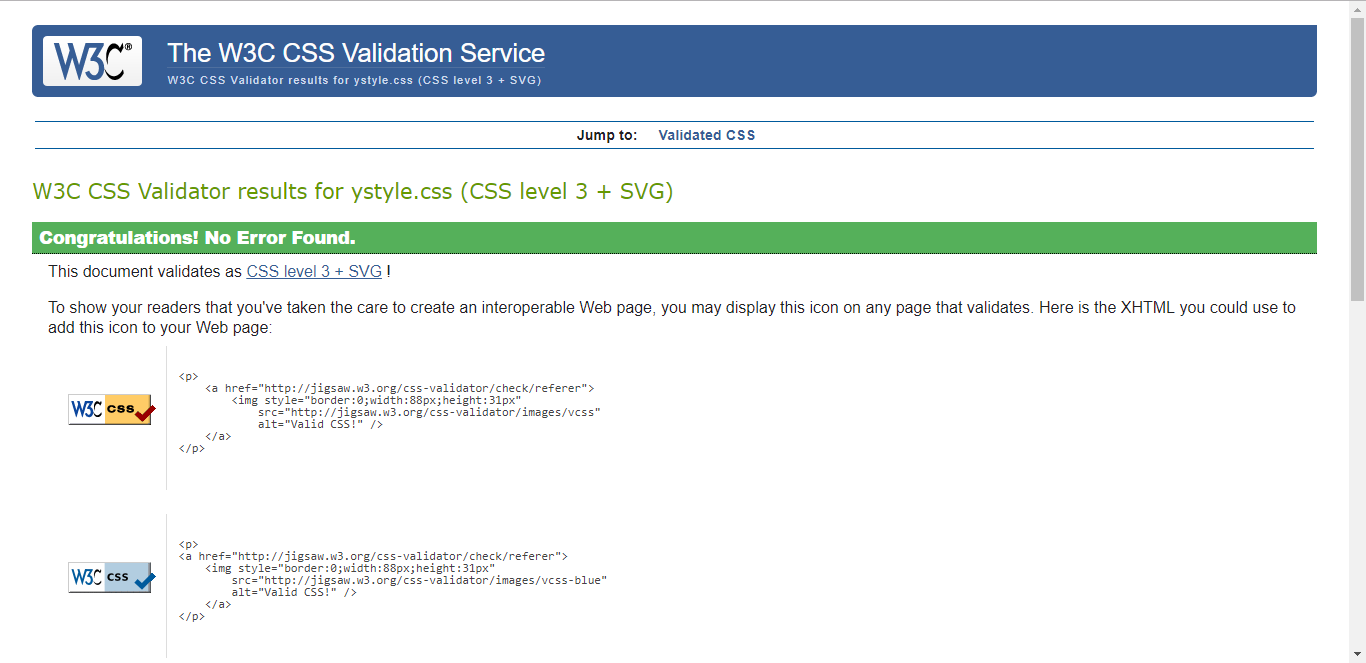 W3C®
The W3C CSS Validation Service
W3C CSS Validator results for ystyle.css (CSS level 3 + SVG)
Jump to: Validated CSS
W3C CSS Validator results for ystyle.css (CSS level 3 + SVG)
Congratulations! No Error Found.
This document validates as CSS level 3 + SVG !
To show your readers that you've taken the care to create an interoperable Web page, you may display this icon on any page that validates. Here is the XHTML you could use to
add this icon to your Web page:
W3C css
<p>
    <a href="http://jigsaw.w3.org/css-validator/check/referer">
        <img style="border:0;width:88px;height:31px"
            src="http://jigsaw.w3.org/css-validator/images/vcss"
            alt="Valid CSS!" />
    </a>
</p>
W3C css
<p>
<a href="http://jigsaw.w3.org/css-validator/check/referer">
    <img style="border:0;width:88px;height:31px"
        src="http://jigsaw.w3.org/css-validator/images/vcss-blue"
        alt="Valid CSS!" />
    </a>
</p>